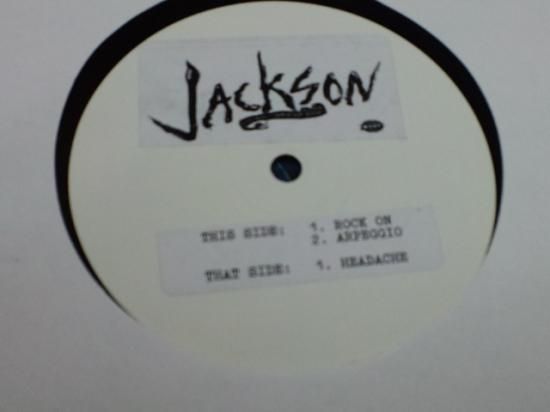 JACKSON
THIS SIDE: 1. ROCK ON
2. ARPEGGIO
THAT SIDE: 1. HEADACHE